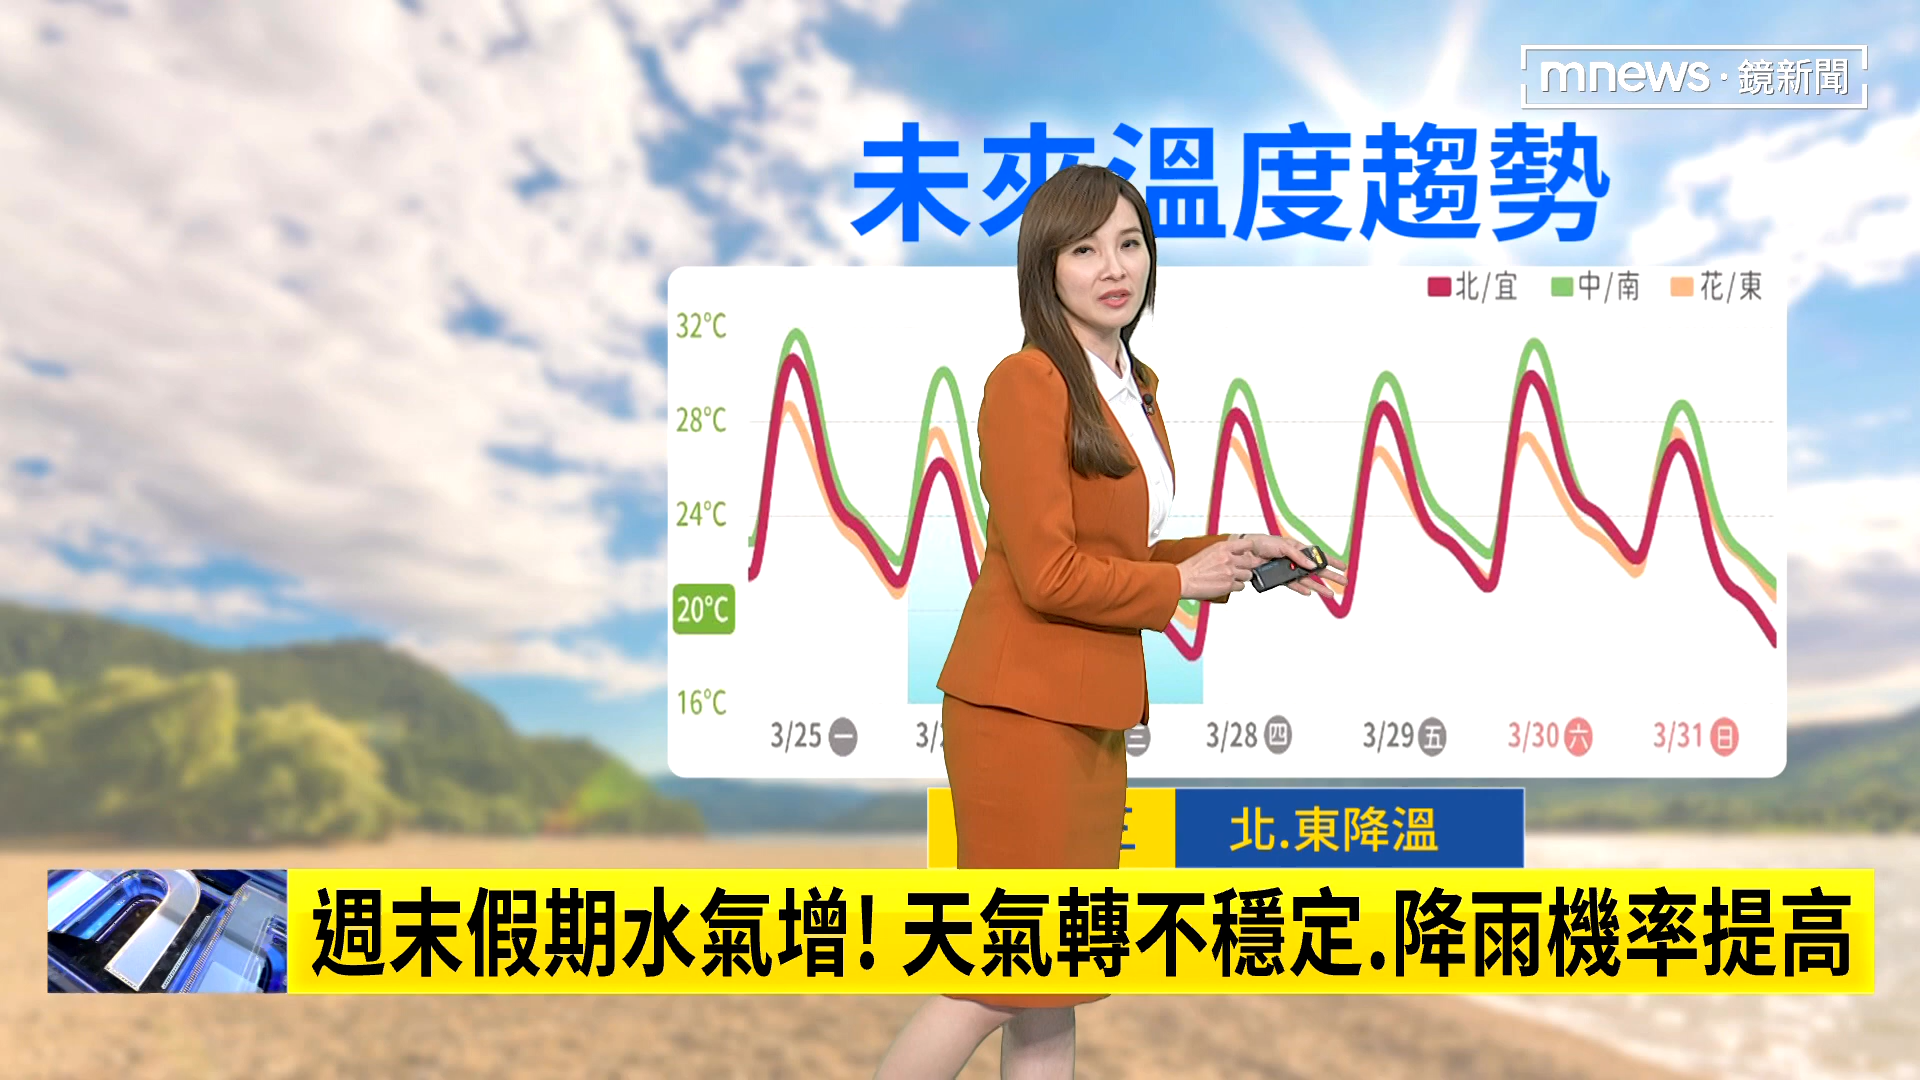 mnews·鏡新聞
未來溫度趨勢
北/宜 中/南 花/東
32°C
28°C
24°C
20°C
16°C
3/25 一 3/ 三 3/28 四 3/29 五 3/30 六 3/31 日
北.東降溫
週末假期水氣增! 天氣轉不穩定.降雨機率提高